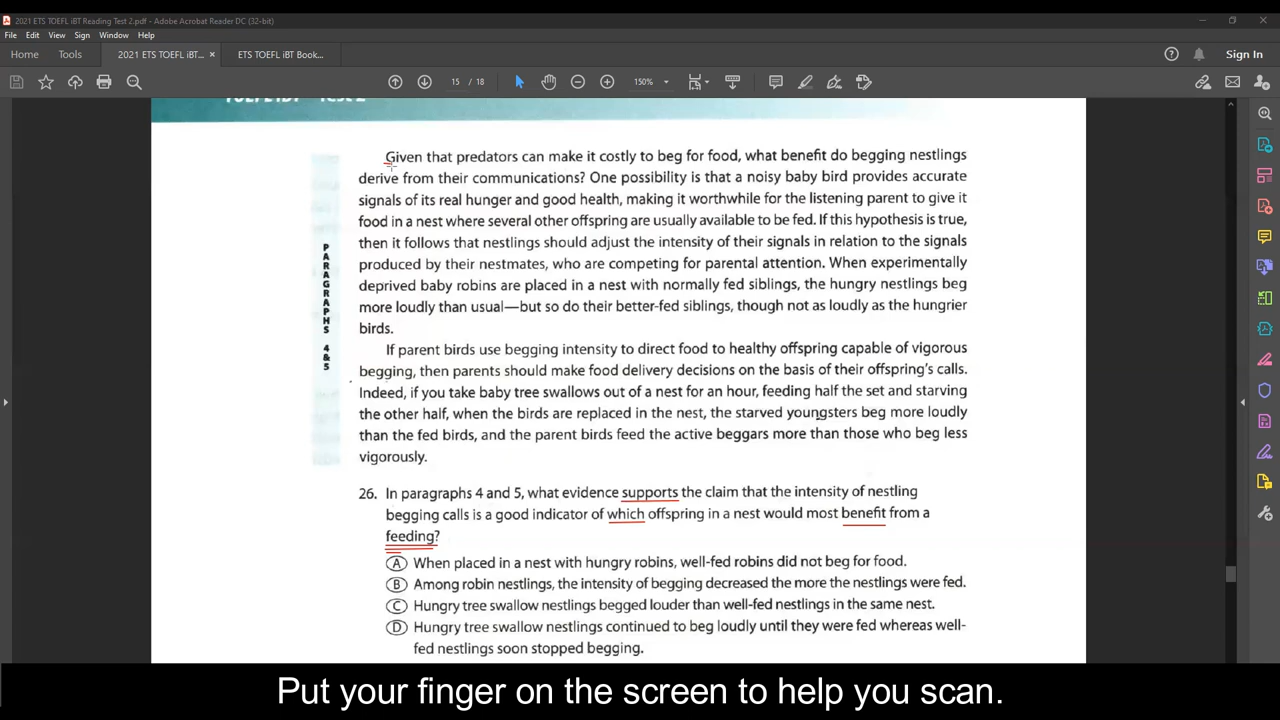 2021 ETS TOEFL iBT Reading Test 2.pdf - Adobe Acrobat Reader DC (32-bit)
File Edit View Sign Window Help
Home Tools 2021 ETS TOEFL iBT... × ETS TOEFL iBT Book... Sign In
15 / 18 150%
TOEFL iBT Test 2
Given that predators can make it costly to beg for food, what benefit do begging nestlings
derive from their communications? One possibility is that a noisy baby bird provides accurate
signals of its real hunger and good health, making it worthwhile for the listening parent to give it
food in a nest where several other offspring are usually available to be fed. If this hypothesis is true,
then it follows that nestlings should adjust the intensity of their signals in relation to the signals
produced by their nestmates, who are competing for parental attention. When experimentally
deprived baby robins are placed in a nest with normally fed siblings, the hungry nestlings beg
more loudly than usual—but so do their better-fed siblings, though not as loudly as the hungrier
birds.
PARAGRAPHS 4&5
If parent birds use begging intensity to direct food to healthy offspring capable of vigorous
begging, then parents should make food delivery decisions on the basis of their offspring's calls.
Indeed, if you take baby tree swallows out of a nest for an hour, feeding half the set and starving
the other half, when the birds are replaced in the nest, the starved youngsters beg more loudly
than the fed birds, and the parent birds feed the active beggars more than those who beg less
vigorously.
26. In paragraphs 4 and 5, what evidence supports the claim that the intensity of nestling
begging calls is a good indicator of which offspring in a nest would most benefit from a
feeding?
A When placed in a nest with hungry robins, well-fed robins did not beg for food.
B Among robin nestlings, the intensity of begging decreased the more the nestlings were fed.
C Hungry tree swallow nestlings begged louder than well-fed nestlings in the same nest.
D Hungry tree swallow nestlings continued to beg loudly until they were fed whereas well-
fed nestlings soon stopped begging.
Put your finger on the screen to help you scan.